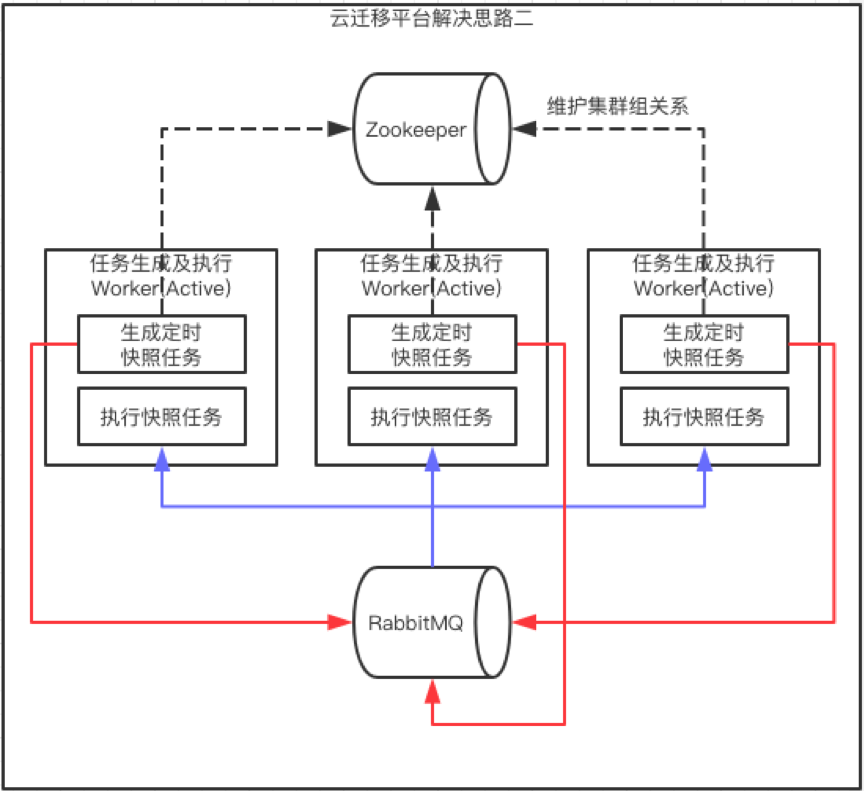 云迁移平台解决思路二
Zookeeper
维护集群组关系
任务生成及执行
Worker(Active)
生成定时
快照任务
执行快照任务
任务生成及执行
Worker(Active)
生成定时
快照任务
执行快照任务
任务生成及执行
Worker(Active)
生成定时
快照任务
执行快照任务
RabbitMQ